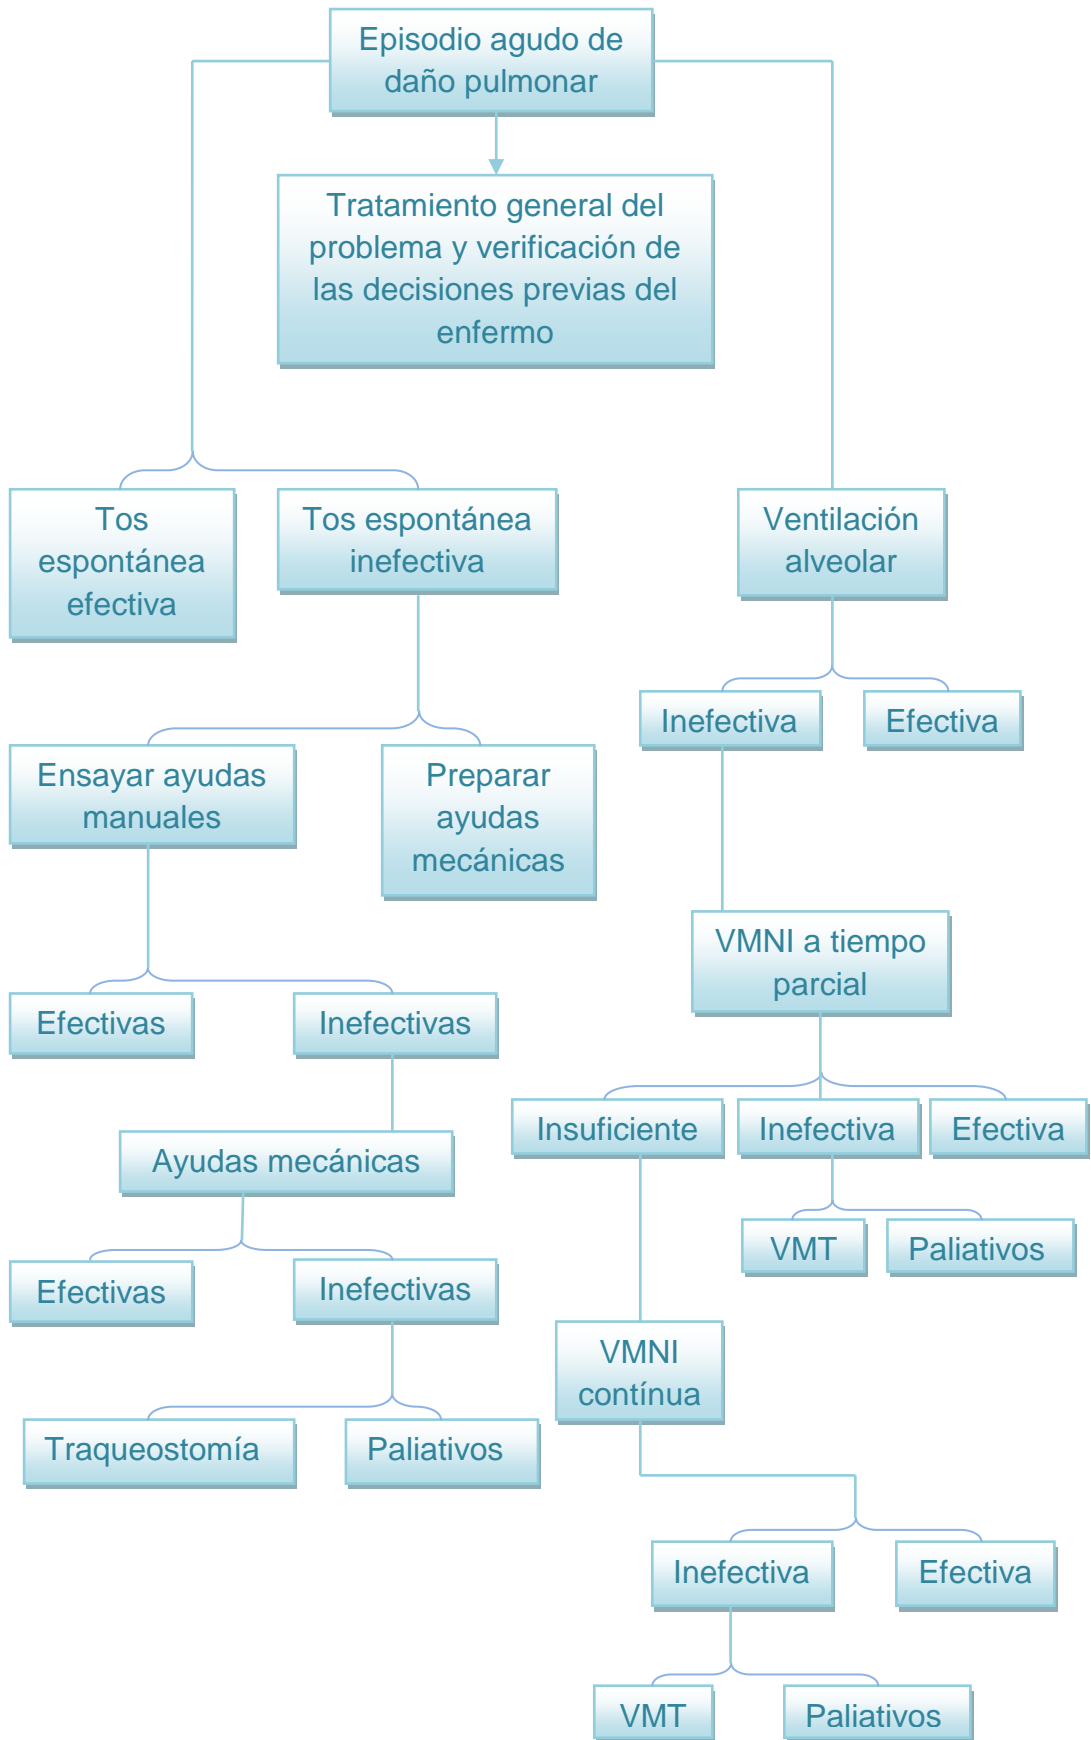 Episodio agudo de
daño pulmonar
Tratamiento general del
problema y verificación de
las decisiones previas del
enfermo
Tos
espontánea
efectiva
Tos espontánea
inefectiva
Ventilación
alveolar
Inefectiva
Efectiva
Ensayar ayudas
manuales
Preparar
ayudas
mecánicas
VMNI a tiempo
parcial
Efectivas
Inefectivas
Insuficiente
Inefectiva
Efectiva
Ayudas mecánicas
VMT
Paliativos
Efectivas
Inefectivas
VMNI
contínua
Traqueostomía
Paliativos
Inefectiva
Efectiva
VMT
Paliativos